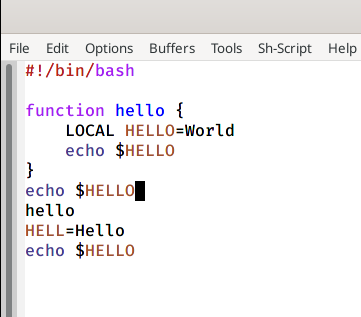 File Edit Options Buffers Tools Sh-Script Help
#!/bin/bash
function hello {
    LOCAL HELLO=World
    echo $HELLO
}
echo $HELLO
hello
HELL=Hello
echo $HELLO